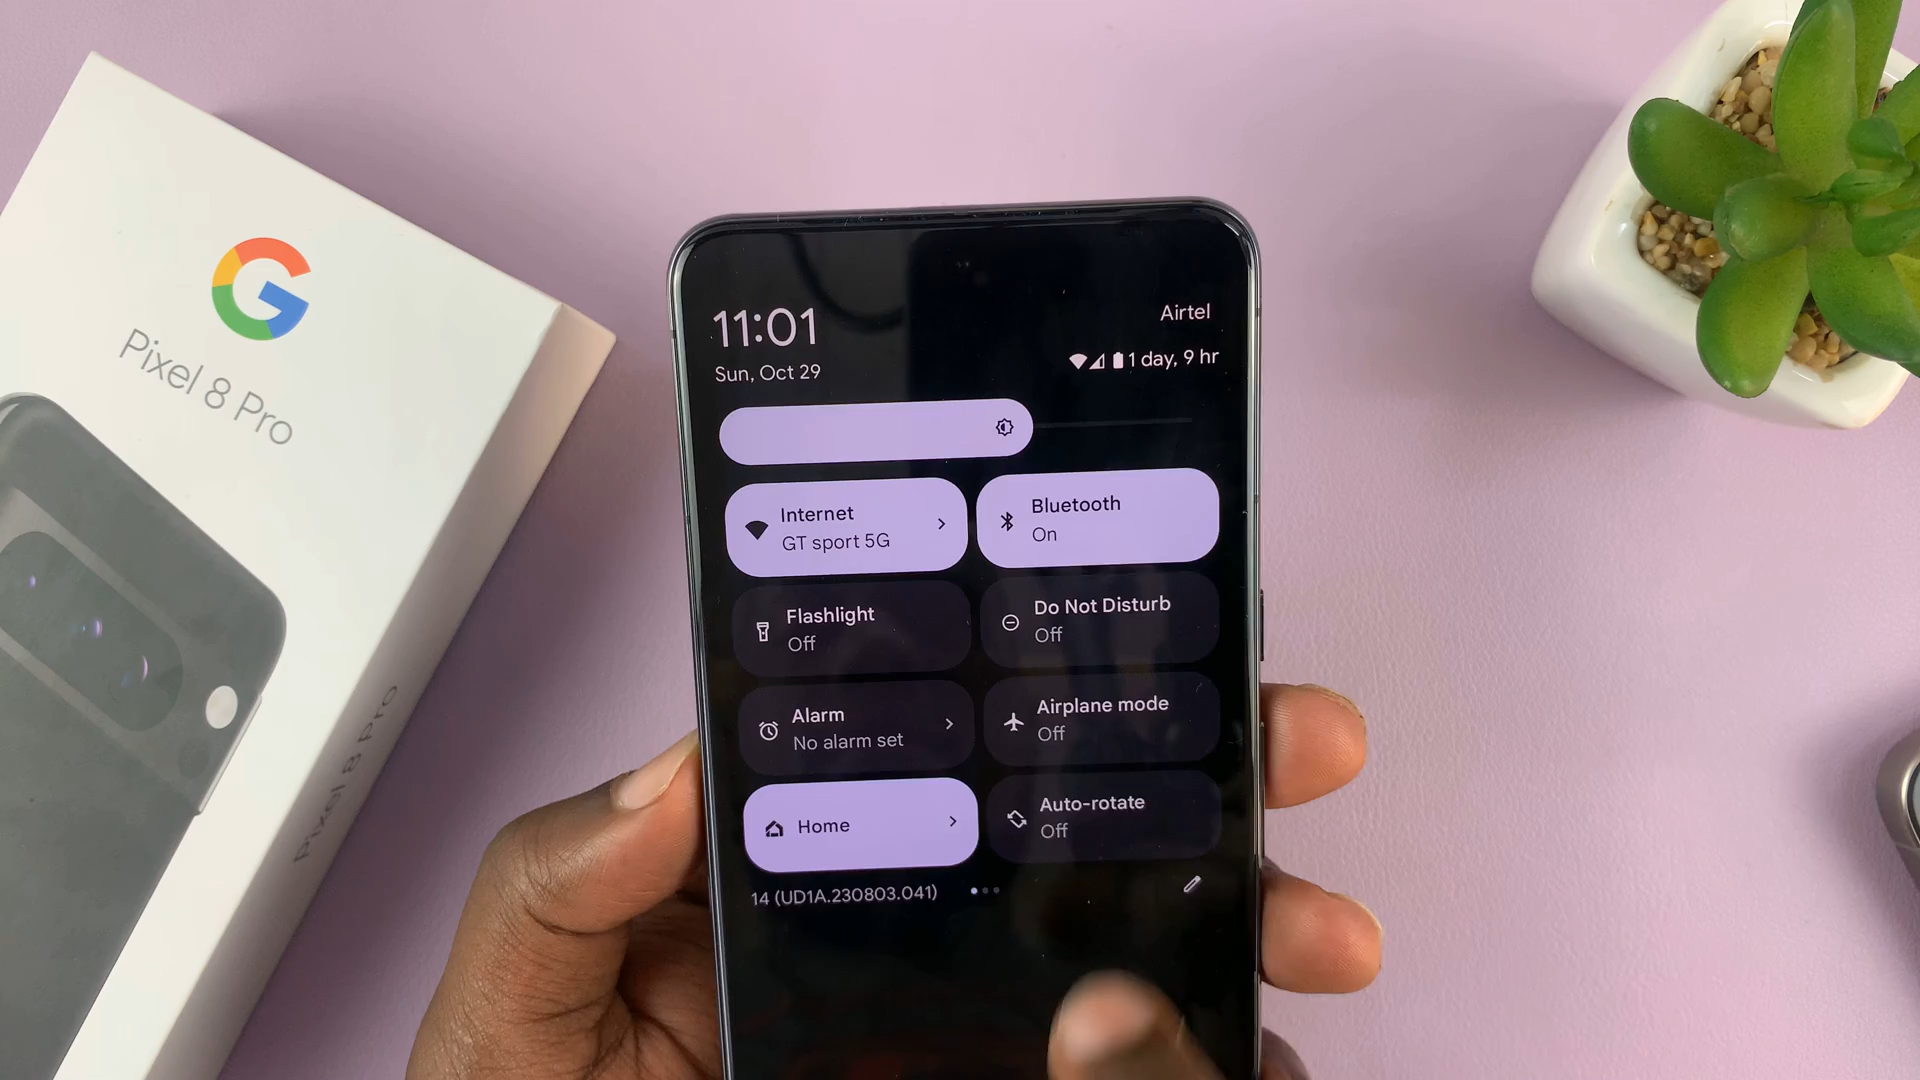 Pixel 8 Pro
Pixel 8 Pro
11:01
Airtel
Sun, Oct 29
1 day, 9 hr
Internet
GT sport 5G
Bluetooth
On
Flashlight
Off
Do Not Disturb
Off
Alarm
No alarm set
Airplane mode
Off
Home
Auto-rotate
Off
14 (UD1A.230803.041)